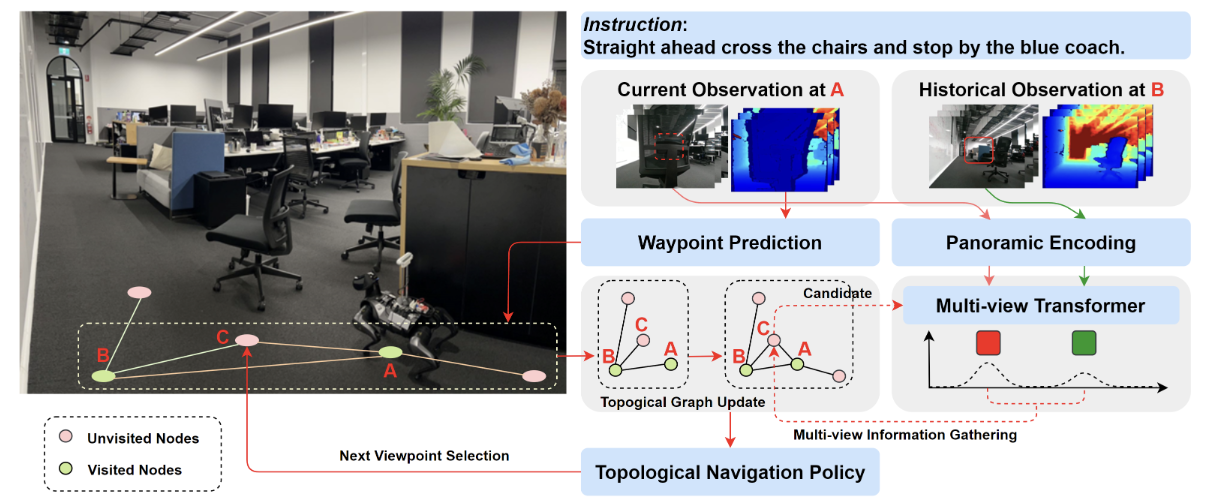 Instruction:
Straight ahead cross the chairs and stop by the blue coach.
Current Observation at A
Historical Observation at B
Waypoint Prediction
Panoramic Encoding
Candidate
Multi-view Transformer
C
B
A
C
B
A
C
B
A
Topogical Graph Update
Multi-view Information Gathering
Unvisited Nodes
Visited Nodes
Next Viewpoint Selection
Topological Navigation Policy